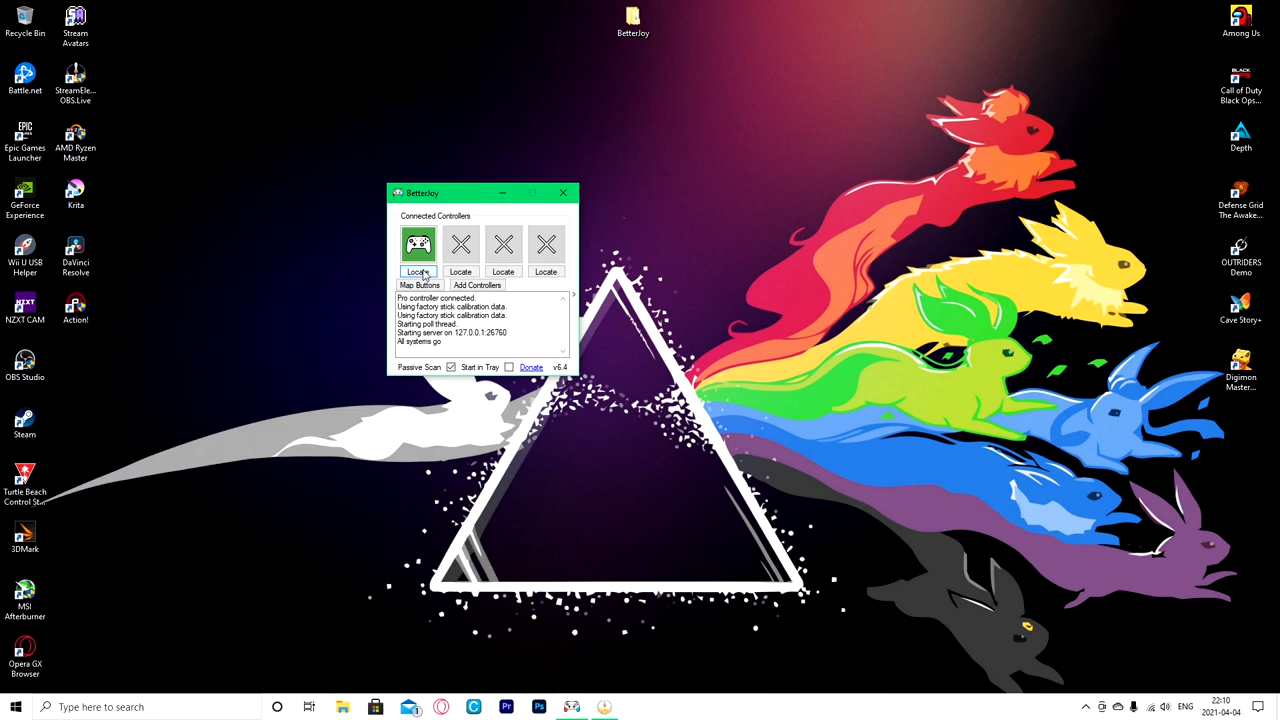 Recycle Bin
Stream
Avatars
Battle.net
StreamEle...
OBS.Live
Epic Games
Launcher
AMD Ryzen
Master
GeForce
Experience
Krita
Wii U USB
Helper
DaVinci
Resolve
NZXT CAM
Action!
OBS Studio
Steam
Turtle Beach
Control St...
3DMark
MSI
Afterburner
Opera GX
Browser
BetterJoy
BetterJoy
Connected Controllers
Locate
Locate
Locate
Locate
Map Buttons
Add Controllers
>
Pro controller connected.
Using factory stick calibration data.
Using factory stick calibration data.
Starting poll thread.
Starting server on 127.0.0.1:26760
All systems go
Passive Scan
Start in Tray
Donate
v6.4
Among Us
BLACK
Call of Duty
Black Ops...
Depth
Defense Grid
The Awake...
OUTRIDERS
Demo
Cave Story+
Digimon
Master...
Type here to search
1
C
Pr
Ps
ENG
22:10
2021-04-04